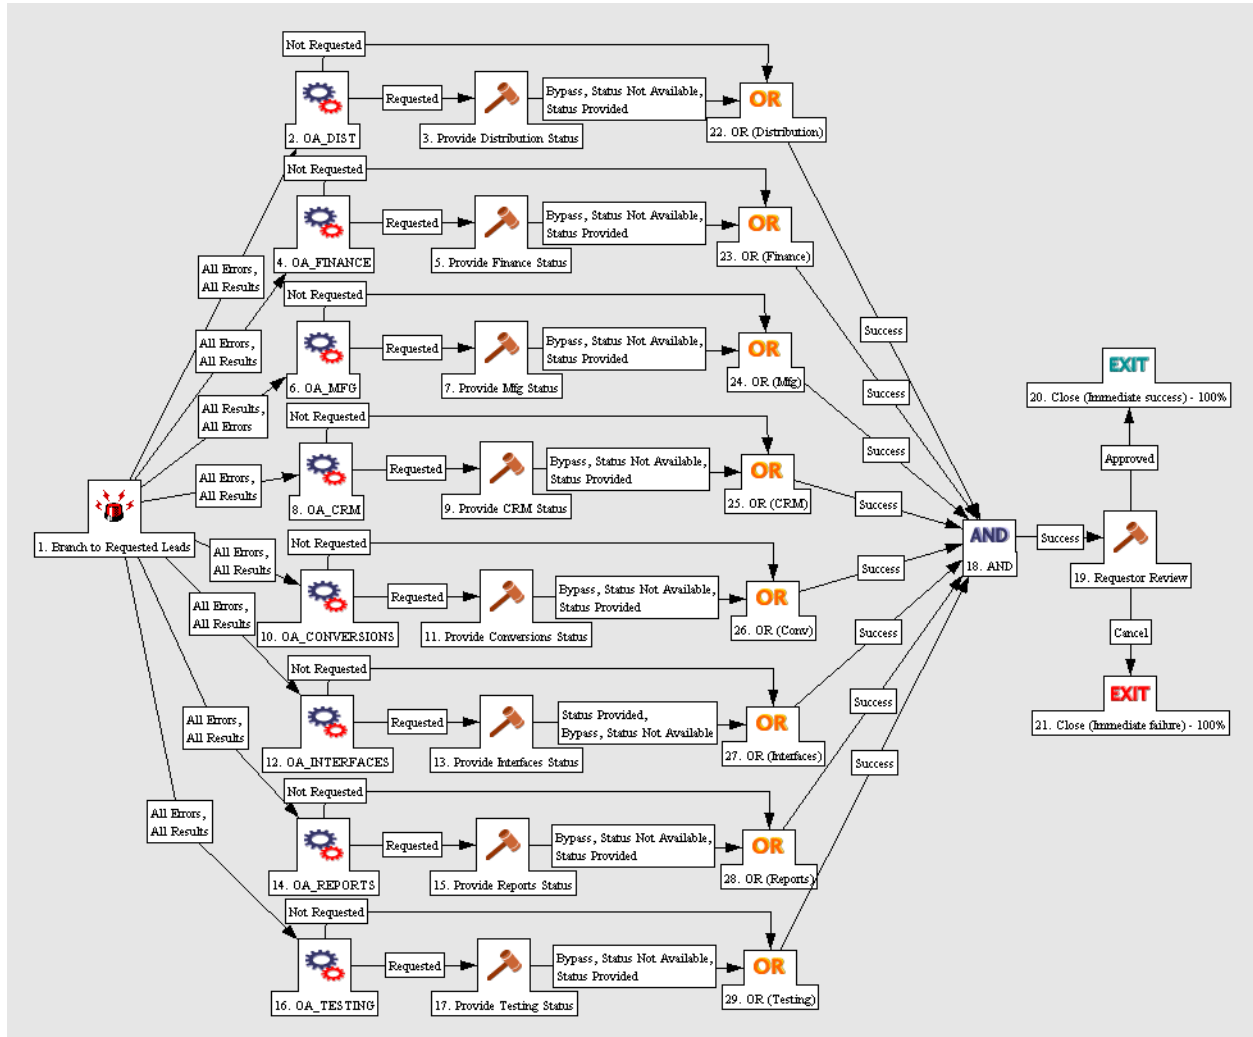 Not Requested
Requested
Bypass, Status Not Available,
Status Provided
OR
2. OA_DIST
3. Provide Distribution Status
22. OR (Distribution)
Not Requested
Requested
Bypass, Status Not Available,
Status Provided
OR
4. OA_FINANCE
5. Provide Finance Status
23. OR (Finance)
All Errors,
All Results
Not Requested
Requested
Bypass, Status Not Available,
Status Provided
OR
All Errors,
All Results
Success
6. OA_MFG
7. Provide Mfg Status
24. OR (Mfg)
Success
EXIT
20. Close (Immediate success) - 100%
All Results,
All Errors
Not Requested
Success
Approved
All Errors,
All Results
Requested
Bypass, Status Not Available,
Status Provided
OR
8. OA_CRM
9. Provide CRM Status
25. OR (CRM)
Success
1. Branch to Requested Leads
AND
18. AND
Success
19. Requestor Review
All Errors,
All Results
Not Requested
Requested
Bypass, Status Not Available,
Status Provided
OR
Success
10. OA_CONVERSIONS
11. Provide Conversions Status
26. OR (Conv)
All Errors,
All Results
Success
Cancel
Not Requested
Requested
Status Provided,
Bypass, Status Not Available
OR
12. OA_INTERFACES
13. Provide Interfaces Status
27. OR (Interfaces)
Success
EXIT
21. Close (Immediate failure) - 100%
All Errors,
All Results
Success
Not Requested
Requested
Bypass, Status Not Available,
Status Provided
OR
14. OA_REPORTS
15. Provide Reports Status
28. OR (Reports)
All Errors,
All Results
Not Requested
Requested
Bypass, Status Not Available,
Status Provided
OR
16. OA_TESTING
17. Provide Testing Status
29. OR (Testing)